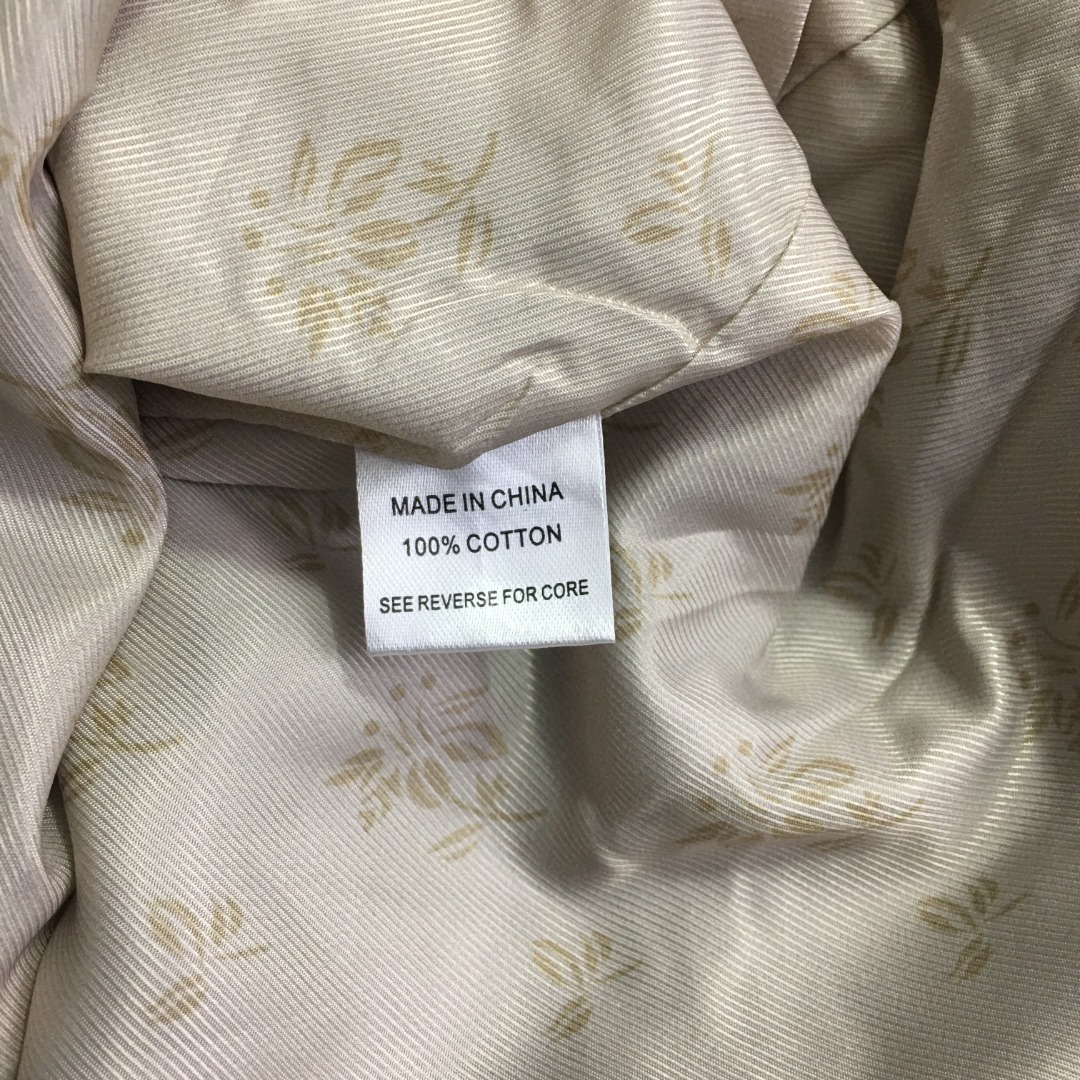 MADE IN CHINA
100% COTTON
SEE REVERSE FOR CORE